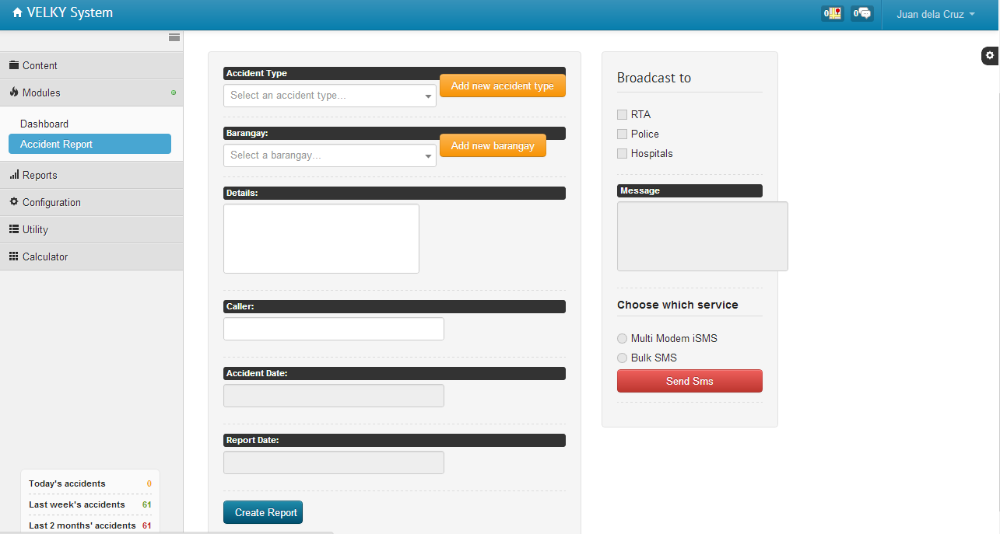 VELKY System
0
0
Juan dela Cruz
Content
Modules
Dashboard
Accident Report
Reports
Configuration
Utility
Calculator
Today's accidents 0
Last week's accidents 61
Last 2 months' accidents 61
Accident Type
Select an accident type...
Add new accident type
Barangay:
Select a barangay...
Add new barangay
Details:
Caller:
Accident Date:
Report Date:
Create Report
Broadcast to
RTA
Police
Hospitals
Message
Choose which service
Multi Modem iSMS
Bulk SMS
Send Sms